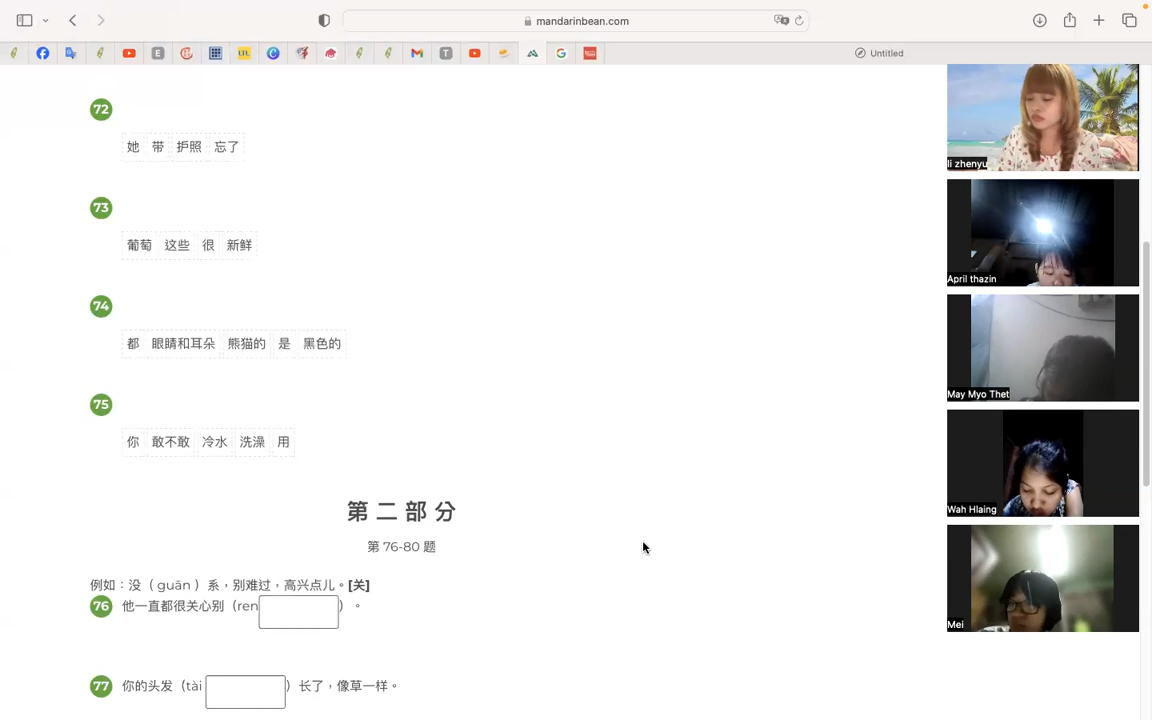 mandarinbean.com
Untitled
72
她 带 护照 忘了
73
葡萄 这些 很 新鲜
74
都 眼睛和耳朵 熊猫的 是 黑色的
75
你 敢不敢 冷水 洗澡 用
第二部分
第 76-80 题
例如：没（ guān ）系，别难过，高兴点儿。[关]
76 他一直都很关心别（ren ）。
77 你的头发（tài ）长了，像草一样。
li zhenyu
April thazin
May Myo Thet
Wah Hlaing
Mei